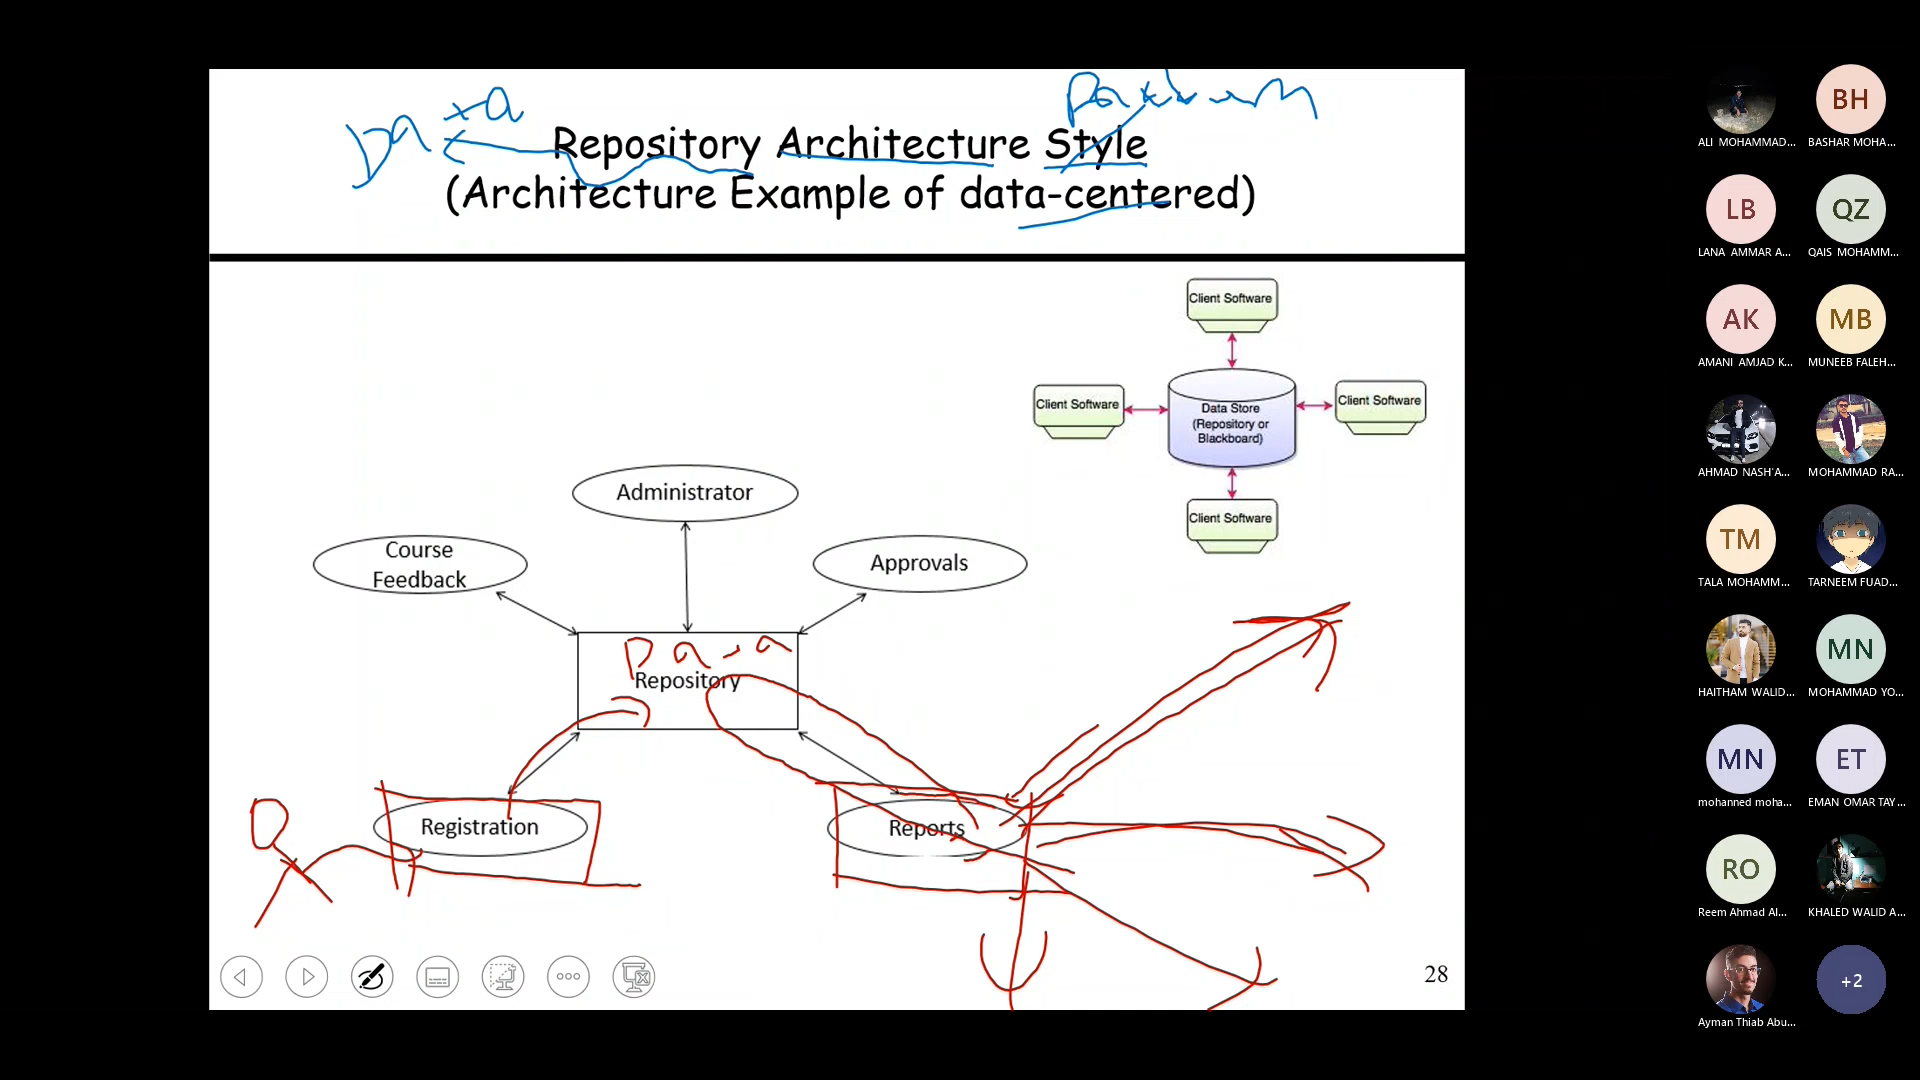 Data
Repository Architecture Style
(Architecture Example of data-centered)
Client Software
Client Software
Data Store
(Repository or
Blackboard)
Client Software
Client Software
Administrator
Course
Feedback
Approvals
Data
Repository
Registration
Reports
28
ALI MOHAMMAD...
BH
BASHAR MOHA...
LB
LANA AMMAR A...
QZ
QAIS MOHAMM...
AK
AMANI AMJAD K...
MB
MUNEEB FALEH...
AHMAD NASH'A...
MOHAMMAD RA...
TM
TALA MOHAMM...
TARNEEM FUAD...
HAITHAM WALID...
MN
MOHAMMAD YO...
MN
mohanned moha...
ET
EMAN OMAR TAY...
RO
Reem Ahmad Al...
KHALED WALID A...
Ayman Thiab Abu...
+2